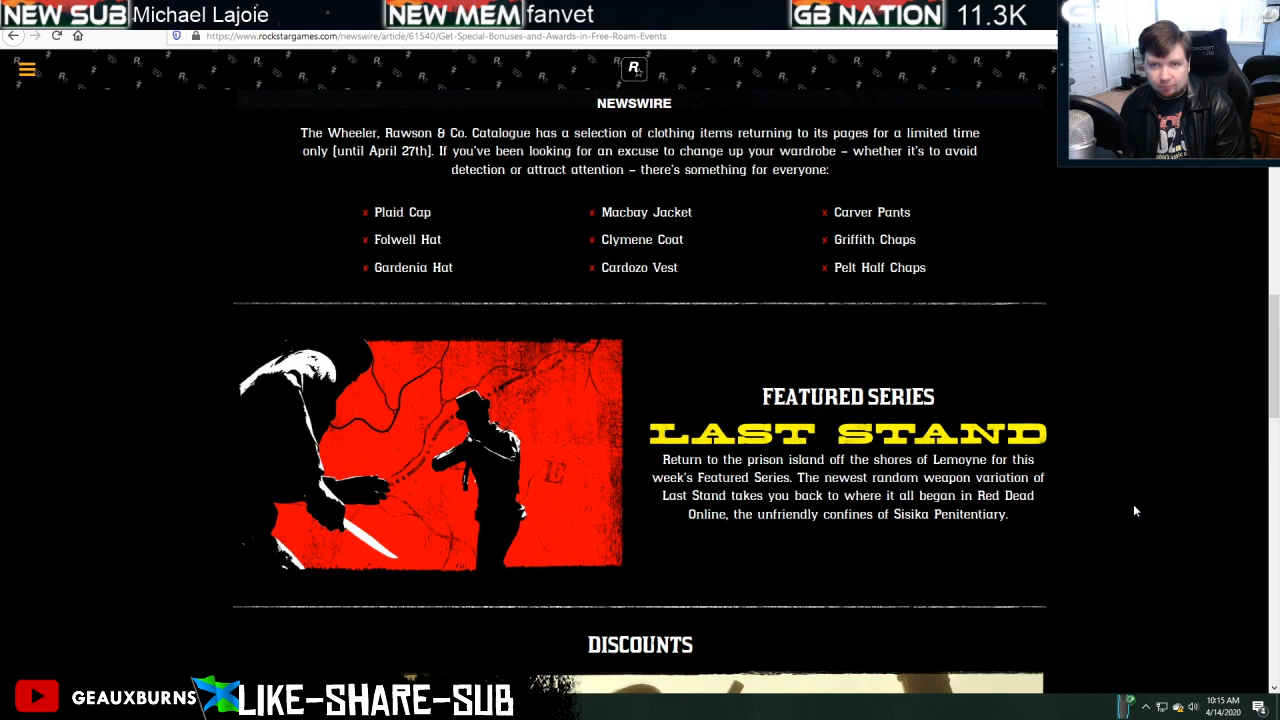 NEW SUB Michael Lajoie NEW MEM fanvet GB NATION 11.3K
https://www.rockstargames.com/newswire/article/61540/Get-Special-Bonuses-and-Awards-in-Free-Roam-Events
NEWSWIRE
The Wheeler, Rawson & Co. Catalogue has a selection of clothing items returning to its pages for a limited time
only (until April 27th). If you've been looking for an excuse to change up your wardrobe – whether it's to avoid
detection or attract attention – there's something for everyone:
Plaid Cap Macbay Jacket Carver Pants
Folwell Hat Clymene Coat Griffith Chaps
Gardenia Hat Cardozo Vest Pelt Half Chaps
FEATURED SERIES
LAST STAND
Return to the prison island off the shores of Lemoyne for this
week's Featured Series. The newest random weapon variation of
Last Stand takes you back to where it all began in Red Dead
Online, the unfriendly confines of Sisika Penitentiary.
DISCOUNTS
GEAUXBURNS LIKE-SHARE-SUB
10:15 AM
4/14/2020